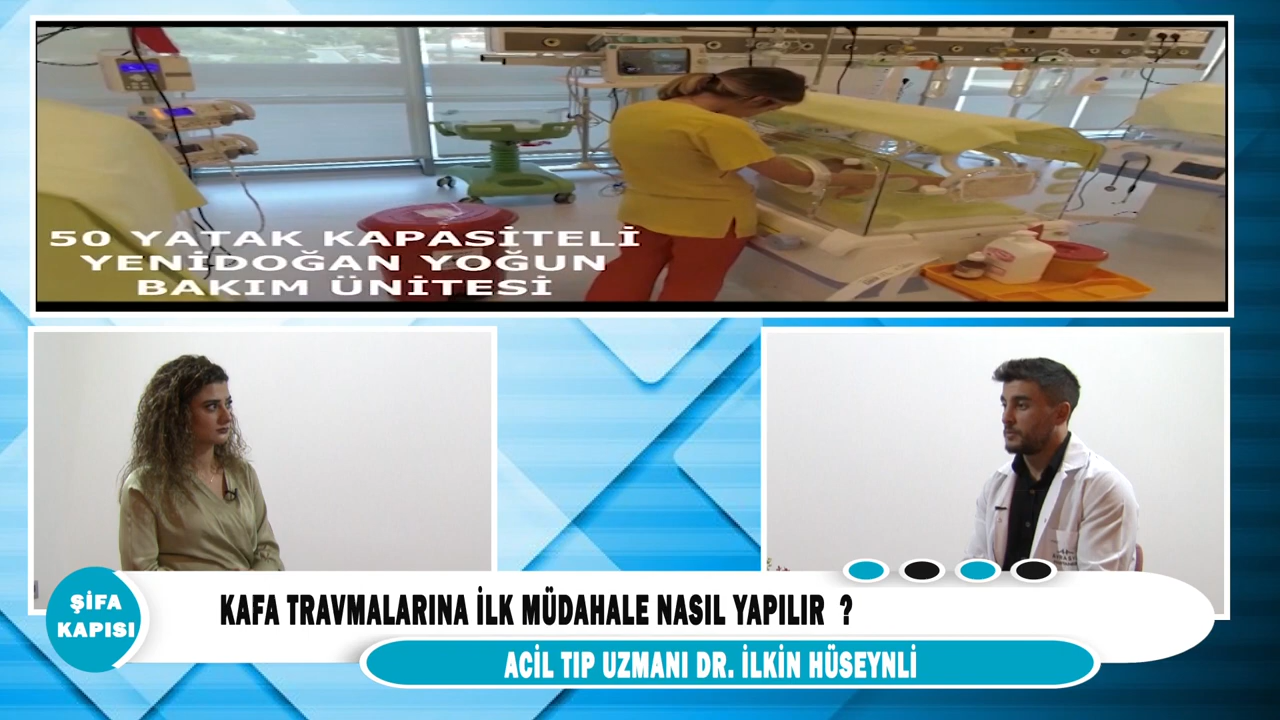 50 YATAK KAPASİTELİ
YENİDOĞAN YOĞUN
BAKIM ÜNİTESİ
ŞİFA
KAPISI
KAFA TRAVMALARINA İLK MÜDAHALE NASIL YAPILIR ?
ACİL TIP UZMANI DR. İLKİN HÜSEYNLİ